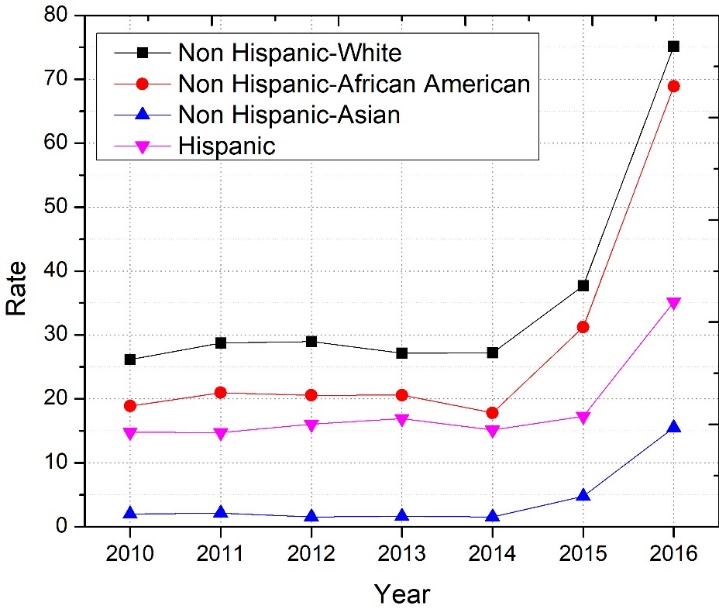 80
70
60
50
40
30
20
10
0
Rate
Non Hispanic-White
Non Hispanic-African American
Non Hispanic-Asian
Hispanic
2010 2011 2012 2013 2014 2015 2016
Year